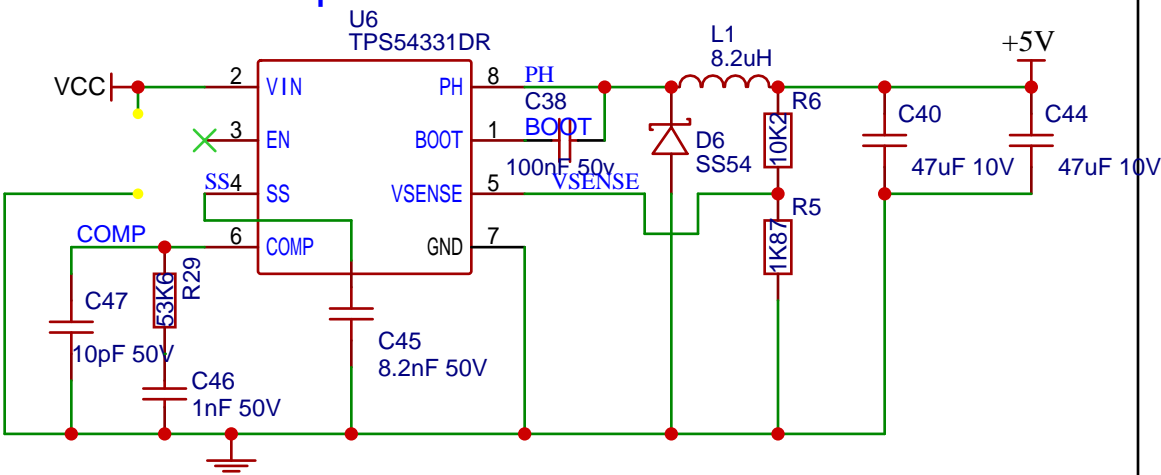 U6
TPS54331DR
VCC
2
VIN
3
EN
SS
4
SS
COMP
6
COMP
PH
8
PH
BOOT
1
C38
BOOT
100nF 50v
VSENSE
5
VSENSE
GND
7
L1
8.2uH
+5V
D6
SS54
R6
10K2
R5
1K87
C40
47uF 10V
C44
47uF 10V
C47
10pF 50V
R29
53K6
C46
1nF 50V
C45
8.2nF 50V